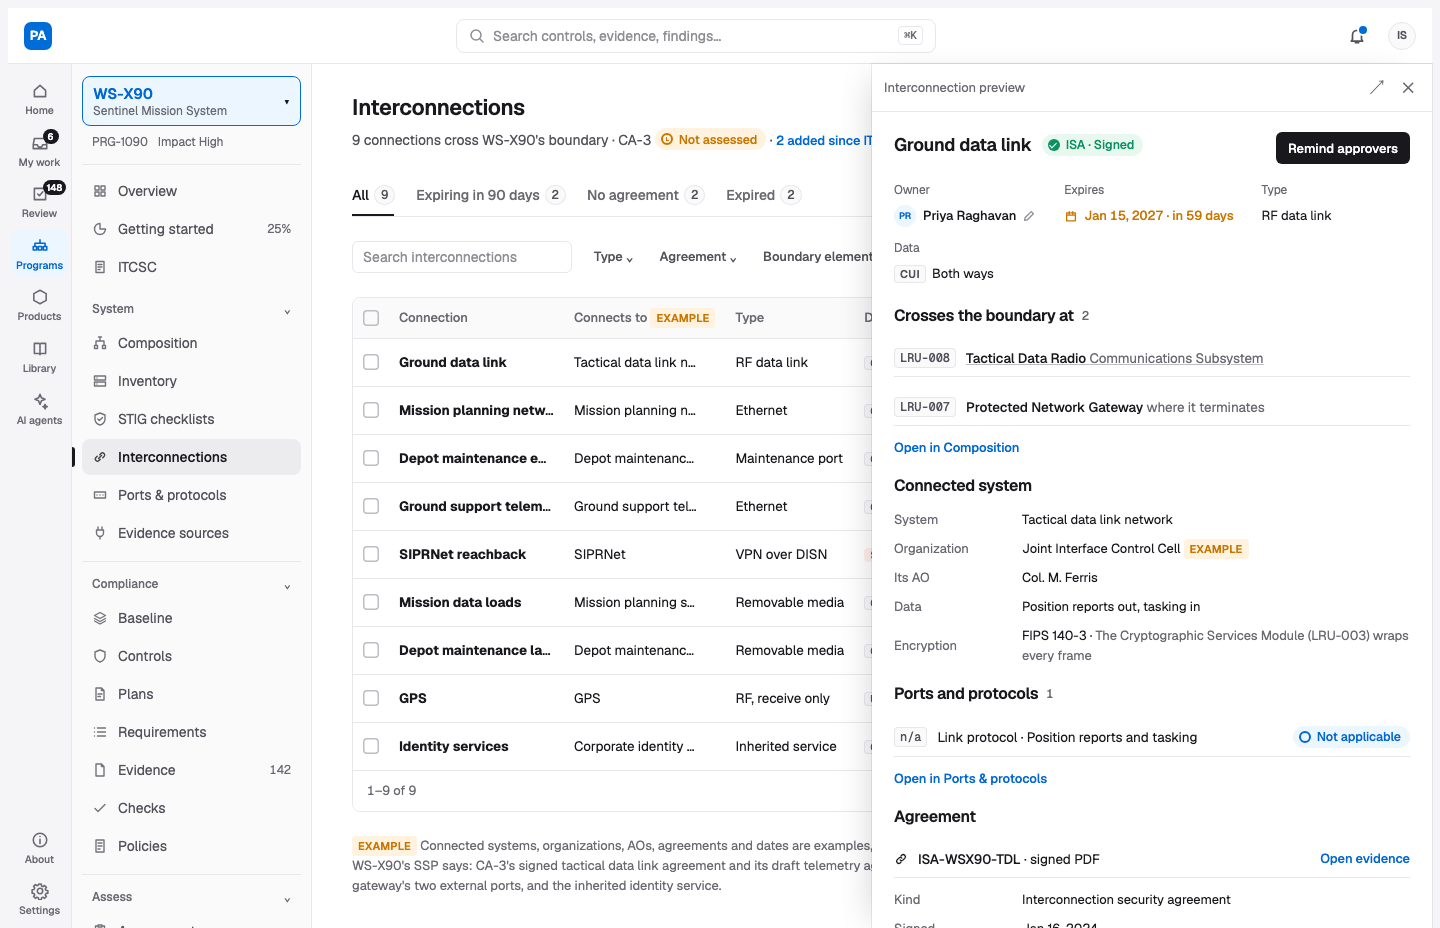 PA
Search controls, evidence, findings...
⌘K
IS
Home
6
My work
148
Review
Programs
Products
Library
AI agents
About
Settings
WS-X90
Sentinel Mission System
PRG-1090 Impact High
Overview
Getting started 25%
ITCSC
System
Composition
Inventory
STIG checklists
Interconnections
Ports & protocols
Evidence sources
Compliance
Baseline
Controls
Plans
Requirements
Evidence 142
Checks
Policies
Assess
Interconnections
9 connections cross WS-X90's boundary · CA-3 Not assessed · 2 added since IT
All 9 Expiring in 90 days 2 No agreement 2 Expired 2
Search interconnections Type Agreement Boundary element
Connection Connects to EXAMPLE Type
Ground data link Tactical data link n... RF data link
Mission planning netw... Mission planning n... Ethernet
Depot maintenance e... Depot maintenanc... Maintenance port
Ground support telem... Ground support tel... Ethernet
SIPRNet reachback SIPRNet VPN over DISN
Mission data loads Mission planning s... Removable media
Depot maintenance la... Depot maintenanc... Removable media
GPS GPS RF, receive only
Identity services Corporate identity ... Inherited service
1–9 of 9
EXAMPLE Connected systems, organizations, AOs, agreements and dates are examples,
WS-X90's SSP says: CA-3's signed tactical data link agreement and its draft telemetry
gateway's two external ports, and the inherited identity service.
Interconnection preview
Ground data link ISA · Signed Remind approvers
Owner Expires Type
PR Priya Raghavan Jan 15, 2027 · in 59 days RF data link
Data
CUI Both ways
Crosses the boundary at 2
LRU-008 Tactical Data Radio Communications Subsystem
LRU-007 Protected Network Gateway where it terminates
Open in Composition
Connected system
System Tactical data link network
Organization Joint Interface Control Cell EXAMPLE
Its AO Col. M. Ferris
Data Position reports out, tasking in
Encryption FIPS 140-3 · The Cryptographic Services Module (LRU-003) wraps
every frame
Ports and protocols 1
n/a Link protocol · Position reports and tasking Not applicable
Open in Ports & protocols
Agreement
ISA-WSX90-TDL · signed PDF Open evidence
Kind Interconnection security agreement
Signed Jan 16, 2024